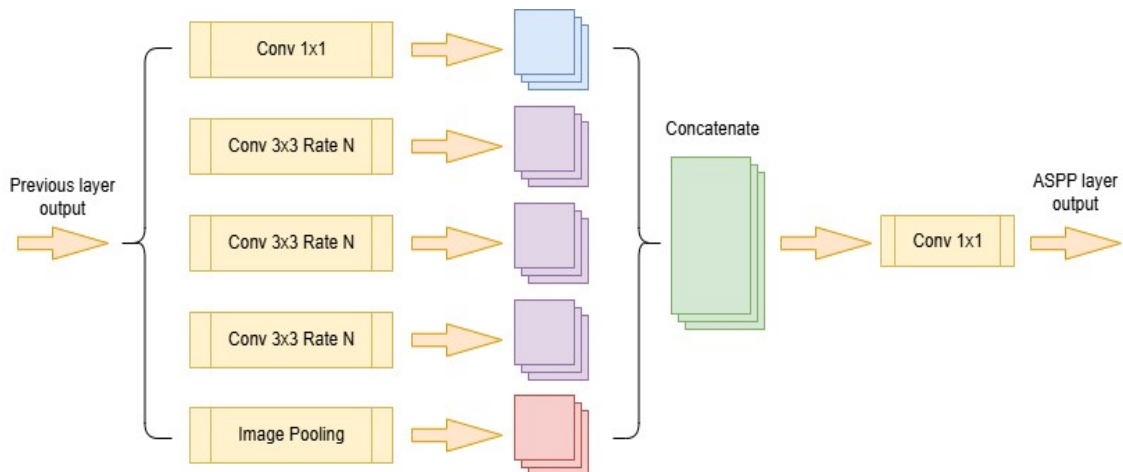 Previous layer
output
Conv 1x1
Conv 3x3 Rate N
Conv 3x3 Rate N
Conv 3x3 Rate N
Image Pooling
Concatenate
Conv 1x1
ASPP layer
output